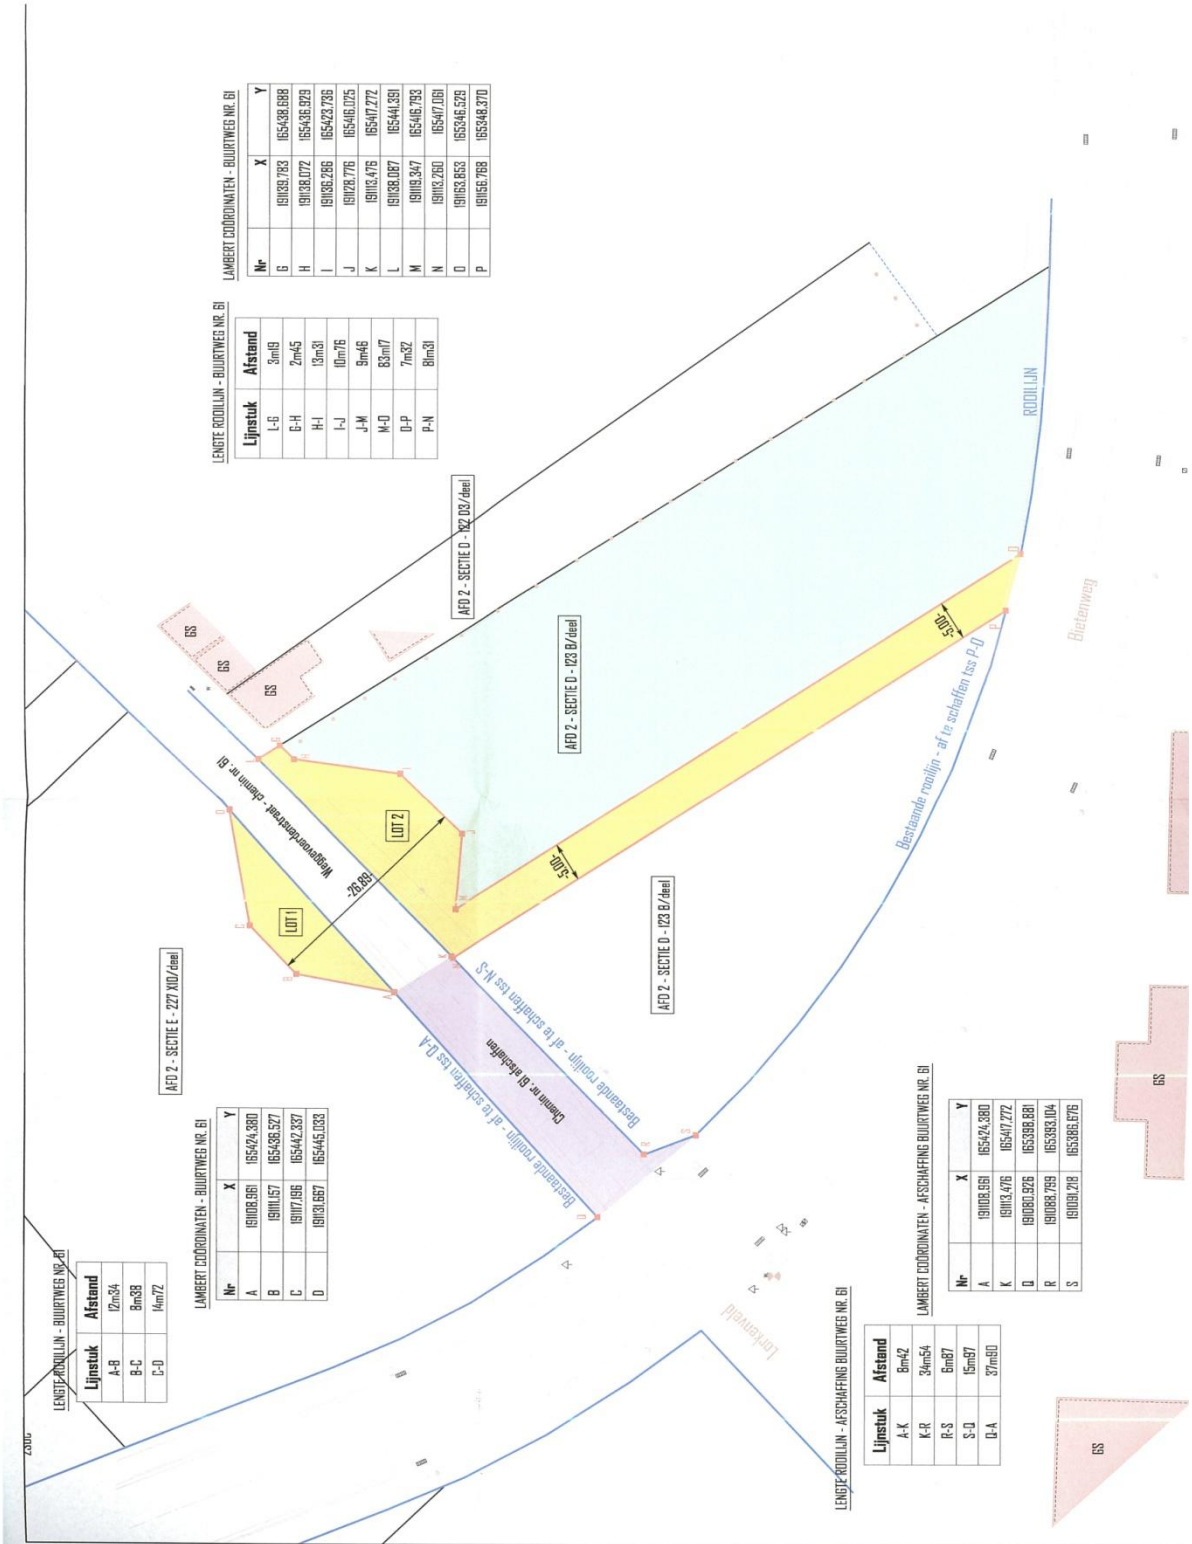 LENGTE ROOILIJN - BUURTWEG NR. 61
Lijnstuk Afstand
A-B 12m34
B-C 8m38
C-D 14m72
LAMBERT COÖRDINATEN - BUURTWEG NR. 61
Nr X Y
A 191108,961 165424,380
B 191111,157 165436,527
C 191117,196 165442,337
D 191131,667 165445,033
AFD 2 - SECTIE E - 227 X10/deel
LENGTE ROOILIJN - BUURTWEG NR. 61
Lijnstuk Afstand
L-G 3m19
G-H 2m45
H-I 13m31
I-J 10m76
J-M 9m46
M-O 83m17
O-P 7m32
P-N 81m31
LAMBERT COÖRDINATEN - BUURTWEG NR. 61
Nr X Y
G 191139,783 165438,688
H 191138,072 165436,929
I 191136,286 165423,736
J 191128,776 165416,025
K 191113,476 165417,272
L 191138,087 165441,391
M 191119,347 165416,793
N 191113,260 165417,061
O 191163,853 165346,529
P 191156,768 165348,370
GS
GS
GS
AFD 2 - SECTIE D - 122 D3/deel
Weggevoerdenstraat - chemin nr. 61
LOT 1
LOT 2
-26.89-
A
B
C
D
G
H
I
J
L
M
K
N
Chemin nr. 61 afschaffen
Bestaande rooilijn - af te schaffen tss Q-A
Bestaande rooilijn - af te schaffen tss N-S
Q
R
S
AFD 2 - SECTIE D - 123 B/deel
AFD 2 - SECTIE D - 123 B/deel
-5.00-
-5.00-
O
P
Bestaande rooilijn - af te schaffen tss P-O
ROOILIJN
Bietenweg
Lorkenveld
LENGTE ROOILIJN - AFSCHAFFING BUURTWEG NR. 61
Lijnstuk Afstand
A-K 8m42
K-R 34m54
R-S 6m87
S-Q 15m97
Q-A 37m90
LAMBERT COÖRDINATEN - AFSCHAFFING BUURTWEG NR. 61
Nr X Y
A 191108,961 165424,380
K 191113,476 165417,272
Q 191080,926 165398,881
R 191088,799 165393,104
S 191091,218 165386,676
GS
GS